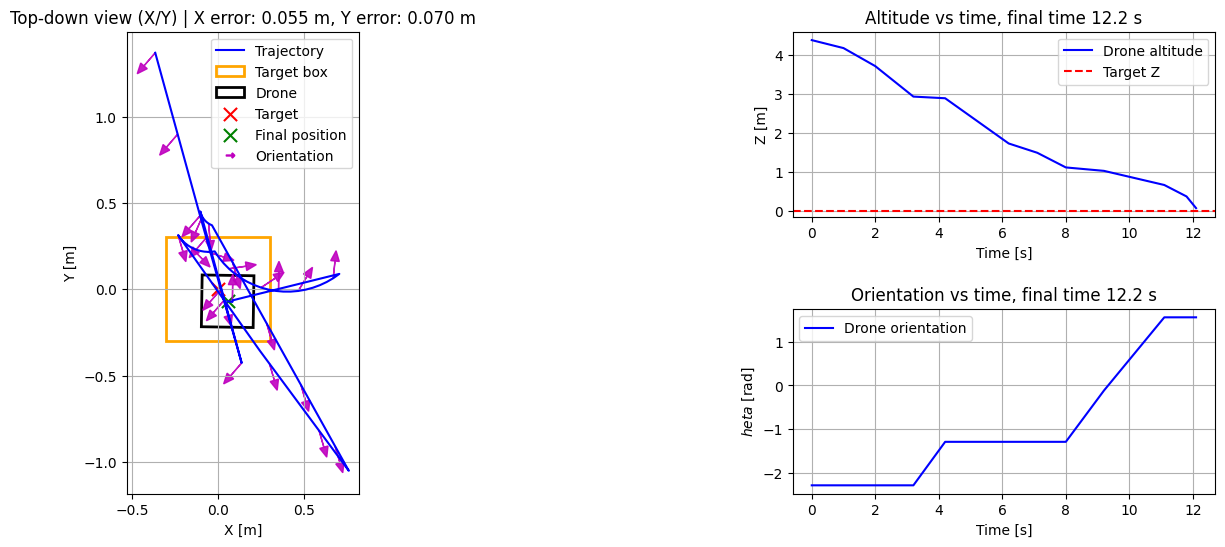 Top-down view (X/Y) | X error: 0.055 m, Y error: 0.070 m
Trajectory
Target box
Drone
Target
Final position
Orientation
1.0
0.5
0.0
−0.5
−1.0
Y [m]
−0.5
0.0
0.5
X [m]
Altitude vs time, final time 12.2 s
Drone altitude
Target Z
4
3
2
1
0
Z [m]
0
2
4
6
8
10
12
Time [s]
Orientation vs time, final time 12.2 s
Drone orientation
1
0
−1
−2
heta [rad]
0
2
4
6
8
10
12
Time [s]